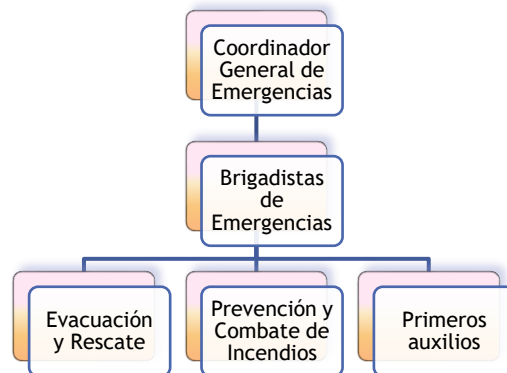 Coordinador
General de
Emergencias
Brigadistas
de
Emergencias
Evacuación
y Rescate
Prevención y
Combate de
Incendios
Primeros
auxilios